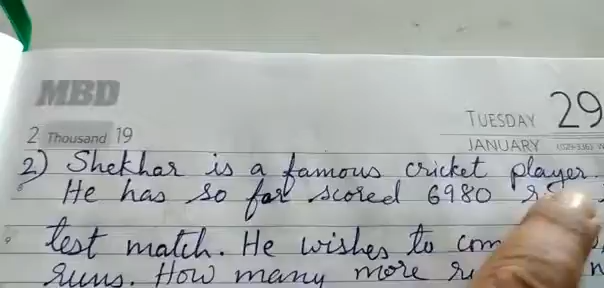 MBD
2 Thousand 19
TUESDAY 29
JANUARY
2) Shekhar is a famous cricket player.
He has so far scored 6980
test match. He wishes to
runs. How many more